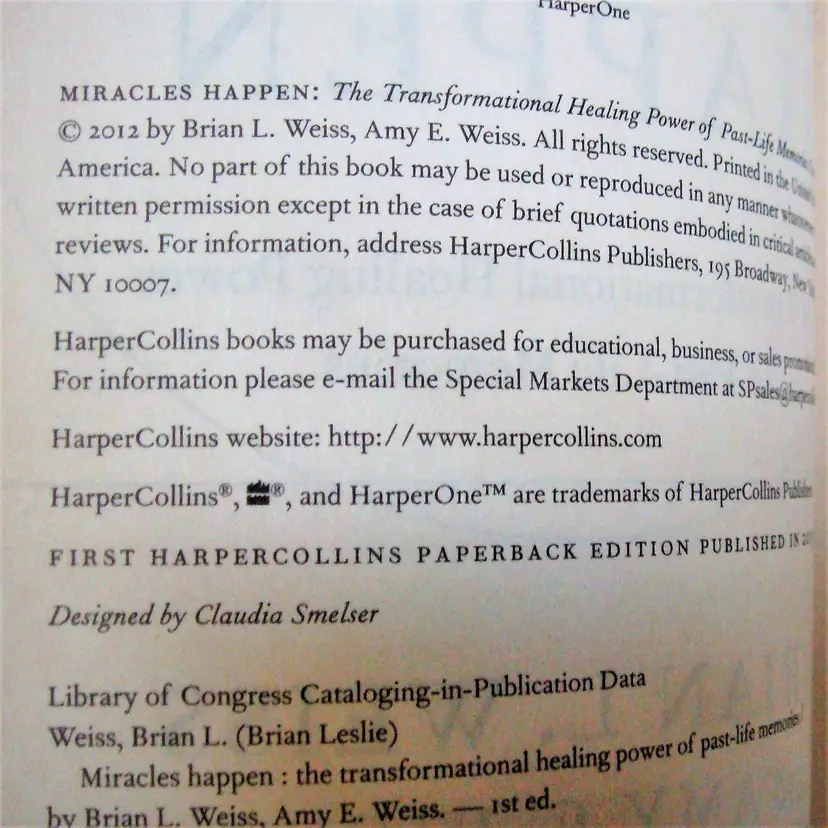 HarperOne
MIRACLES HAPPEN: The Transformational Healing Power of Past-Life
© 2012 by Brian L. Weiss, Amy E. Weiss. All rights reserved. Printed in the
America. No part of this book may be used or reproduced in any manner
written permission except in the case of brief quotations embodied in critical
reviews. For information, address HarperCollins Publishers, 195 Broadway, New
NY 10007.
HarperCollins books may be purchased for educational, business, or sales
For information please e-mail the Special Markets Department at
HarperCollins website: http://www.harpercollins.com
HarperCollins®, ®, and HarperOne™ are trademarks of HarperCollins
FIRST HARPERCOLLINS PAPERBACK EDITION PUBLISHED IN
Designed by Claudia Smelser
Library of Congress Cataloging-in-Publication Data
Weiss, Brian L. (Brian Leslie)
Miracles happen : the transformational healing power of past-life memories
by Brian L. Weiss, Amy E. Weiss. — 1st ed.